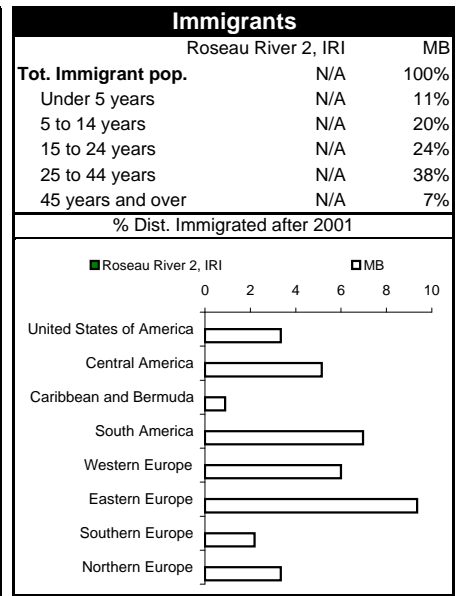 Immigrants
Roseau River 2, IRI MB
Tot. Immigrant pop. N/A 100%
Under 5 years N/A 11%
5 to 14 years N/A 20%
15 to 24 years N/A 24%
25 to 44 years N/A 38%
45 years and over N/A 7%
% Dist. Immigrated after 2001
Roseau River 2, IRI MB
0 2 4 6 8 10
United States of America
Central America
Caribbean and Bermuda
South America
Western Europe
Eastern Europe
Southern Europe
Northern Europe